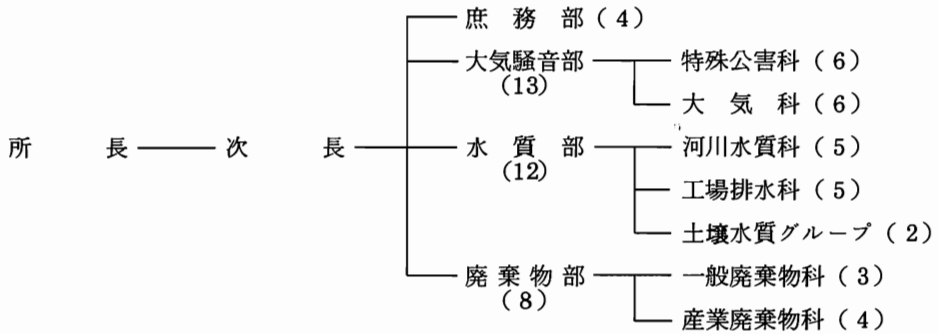 庶務部(4)
大気騒音部
(13)
特殊公害科(6)
大気科(6)
所長
次長
水質部
(12)
河川水質科(5)
工場排水科(5)
土壌水質グループ(2)
廃棄物部
(8)
一般廃棄物科(3)
産業廃棄物科(4)